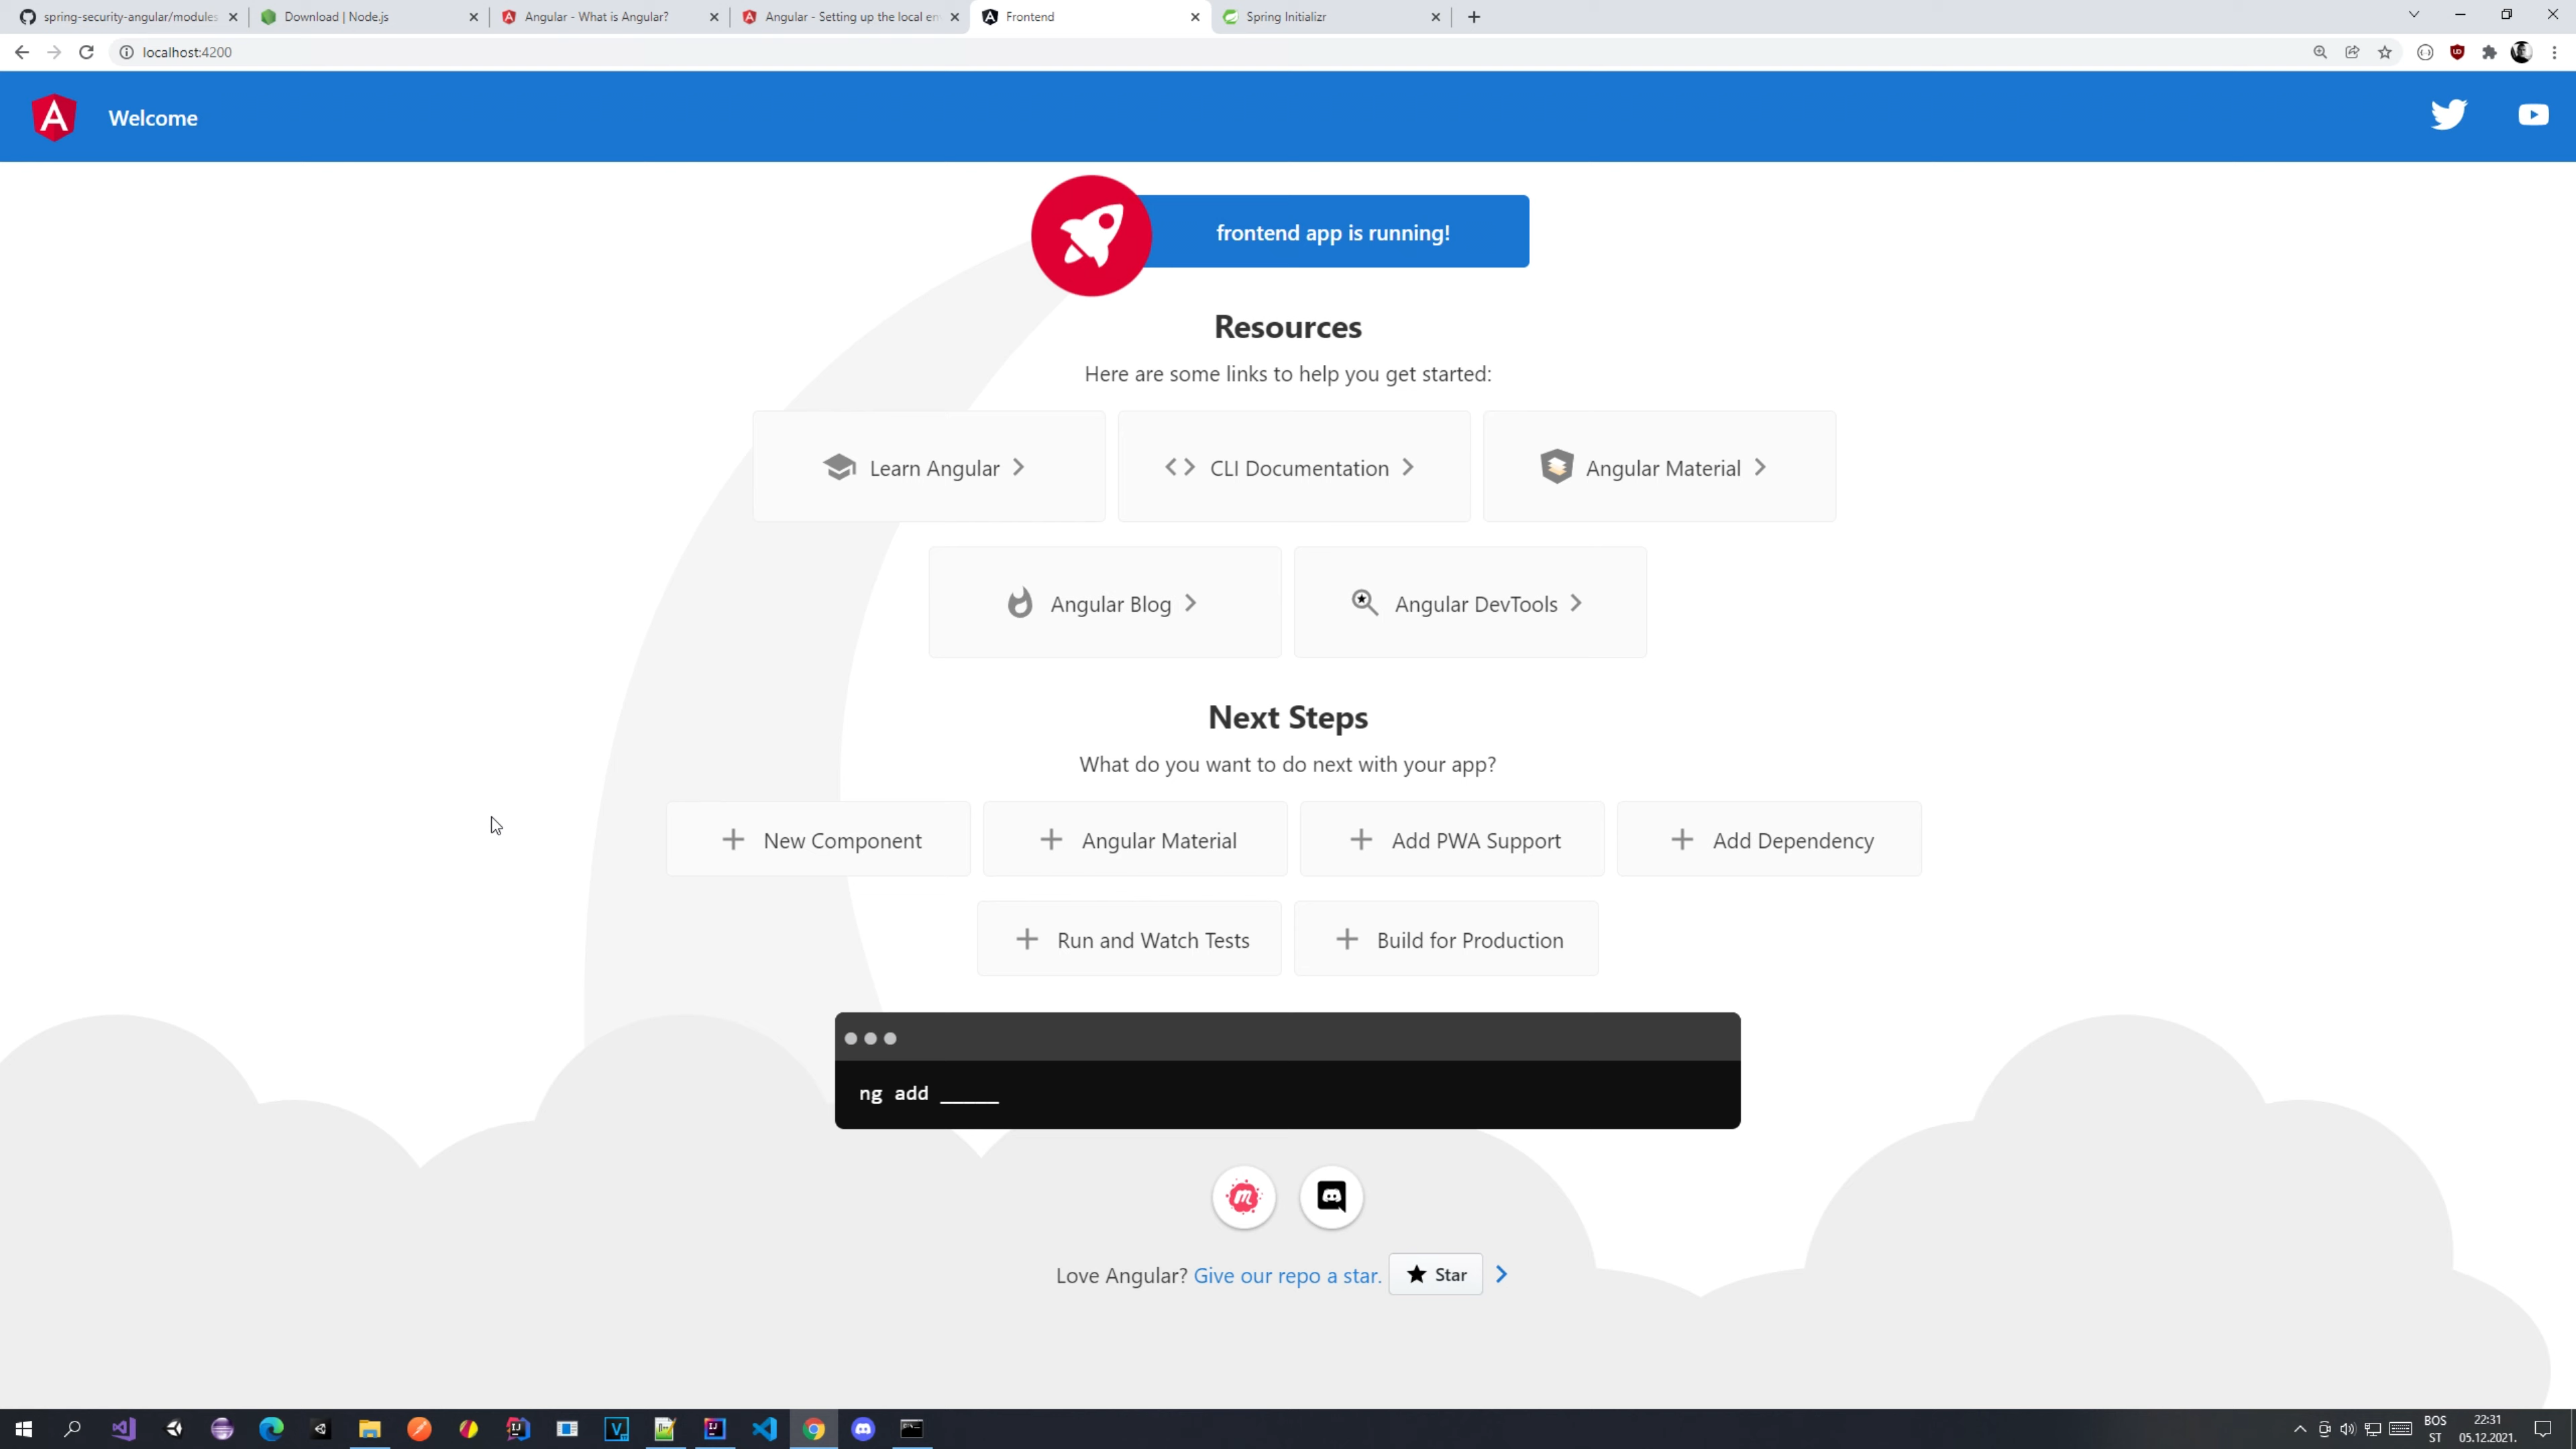 spring-security-angular/modules
Download | Node.js
Angular - What is Angular?
Angular - Setting up the local en
Frontend
Spring Initializr
localhost:4200
Welcome
frontend app is running!
Resources
Here are some links to help you get started:
Learn Angular
CLI Documentation
Angular Material
Angular Blog
Angular DevTools
Next Steps
What do you want to do next with your app?
New Component
Angular Material
Add PWA Support
Add Dependency
Run and Watch Tests
Build for Production
ng add _____
Love Angular? Give our repo a star. Star
BOS
ST
22:31
05.12.2021.